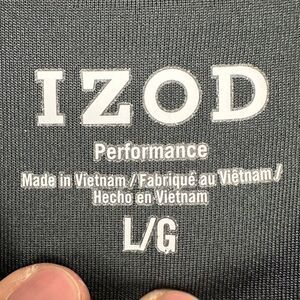 IZOD
Performance
Made in Vietnam / Fabriqué au Viêtnam /
Hecho en Vietnam
L/G